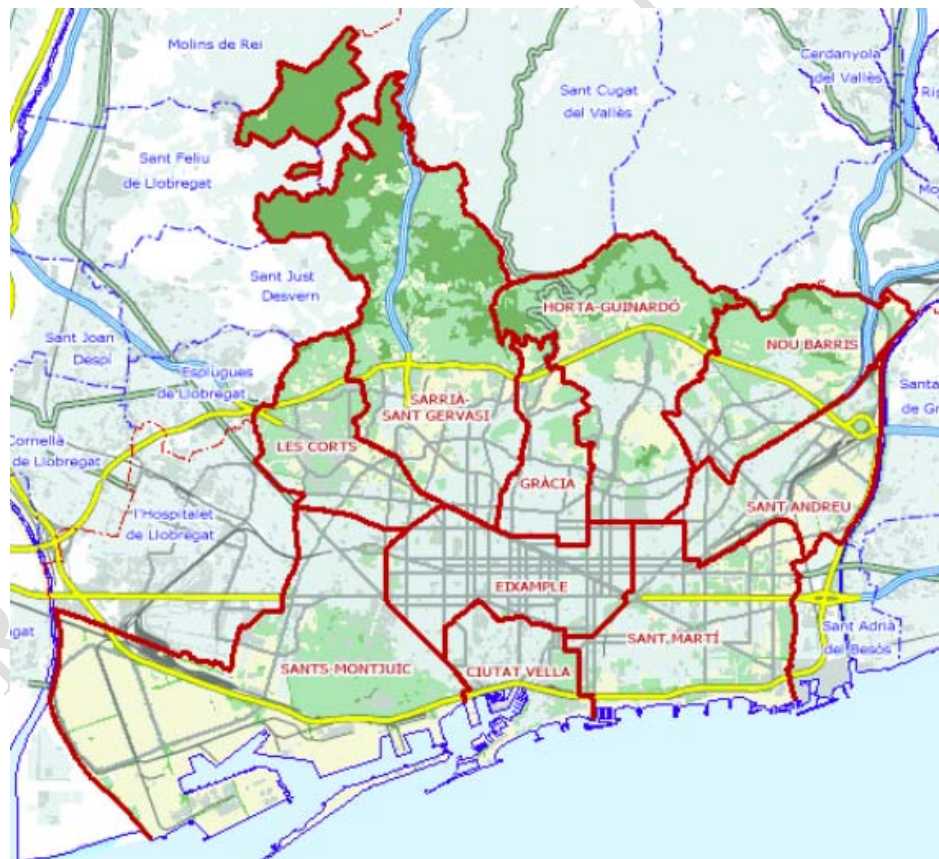 Molins de Rei
Cerdanyola
del Vallès
Sant Cugat
del Vallès
Sant Feliu
de Llobregat
Sant Just
Desvern
HORTA-GUINARDÓ
Sant Joan
NOU BARRIS
Esplugues
de Llobregat
SARRIÀ-
SANT GERVASI
Santa
de Gr
Cornellà
de Llobregat
LES CORTS
GRÀCIA
SANT ANDREU
l'Hospitalet
de Llobregat
EIXAMPLE
SANT MARTÍ
Sant Adrià
del Besòs
SANTS-MONTJUÏC
CIUTAT VELLA